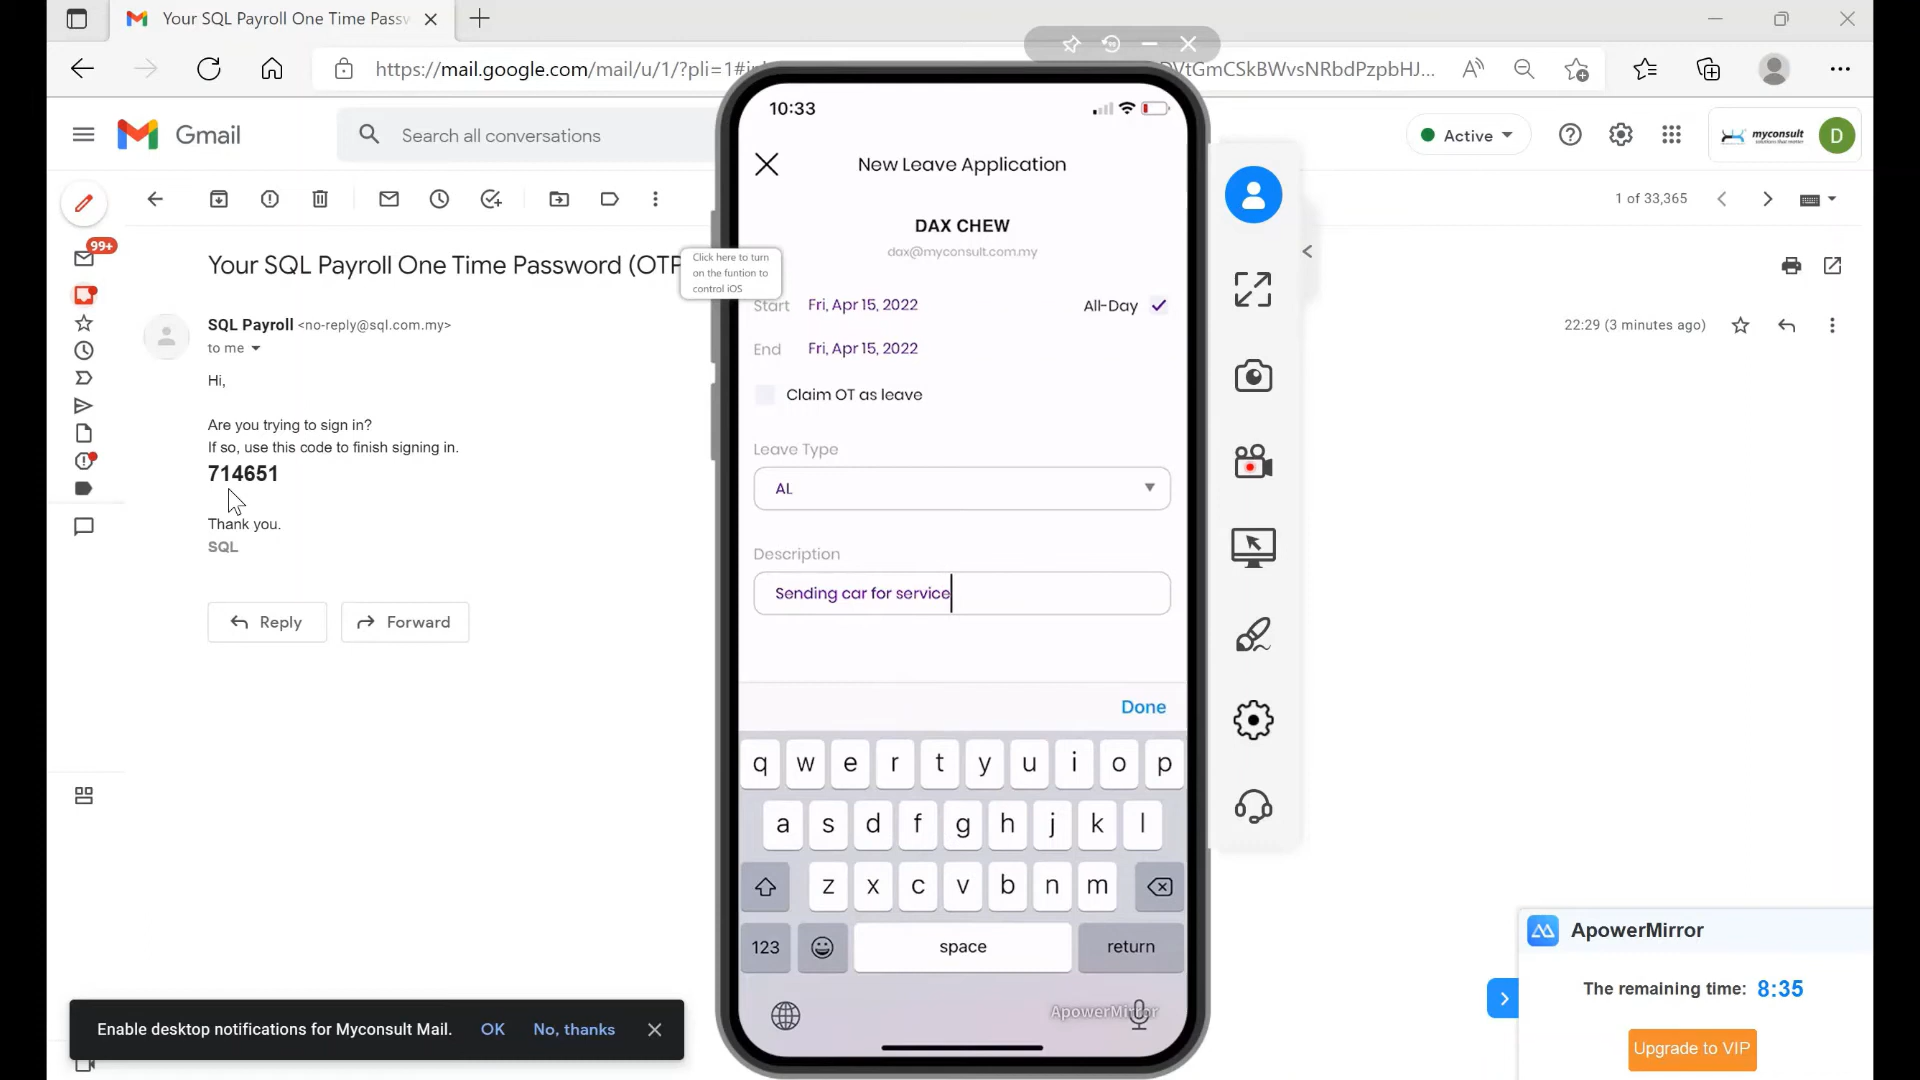 Your SQL Payroll One Time Passw
https://mail.google.com/mail/u/1/?pli=1#in
DVtGmCSkBWvsNRbdPzpbHJ...
Gmail
Search all conversations
Active
myconsult
D
1 of 33,365
99+
Your SQL Payroll One Time Password (OTP
SQL Payroll <no-reply@sql.com.my>
to me
22:29 (3 minutes ago)
Hi,
Are you trying to sign in?
If so, use this code to finish signing in.
714651
Thank you.
SQL
Reply
Forward
10:33
New Leave Application
DAX CHEW
dax@myconsult.com.my
Click here to turn
on the funtion to
control iOS
Start Fri, Apr 15, 2022 All-Day
End Fri, Apr 15, 2022
Claim OT as leave
Leave Type
AL
Description
Sending car for service
Done
q w e r t y u i o p
a s d f g h j k l
z x c v b n m
123 space return
ApowerMirror
Enable desktop notifications for Myconsult Mail. OK No, thanks
ApowerMirror
The remaining time: 8:35
Upgrade to VIP